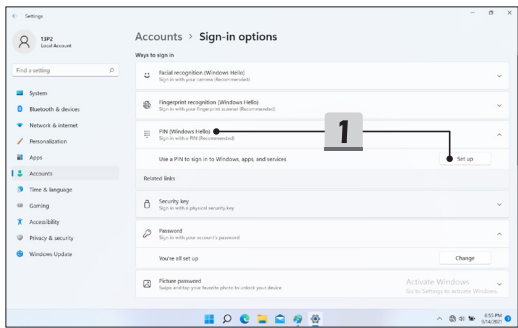 Settings
13P2
Local Account
Find a setting
System
Bluetooth & devices
Network & internet
Personalization
Apps
Accounts
Time & language
Gaming
Accessibility
Privacy & security
Windows Update
Accounts > Sign-in options
Ways to sign in
Facial recognition (Windows Hello)
Sign in with your camera (Recommended)
Fingerprint recognition (Windows Hello)
Sign in with your fingerprint scanner (Recommended)
PIN (Windows Hello)
Sign in with a PIN (Recommended)
1
Use a PIN to sign in to Windows, apps, and services
Set up
Related links
Security key
Sign in with a physical security key
Password
Sign in with your account's password
You're all set up
Change
Picture password
Swipe and tap your favorite photo to unlock your device
Activate Windows
Go to Settings to activate Windows.
6:53 PM
5/14/2021